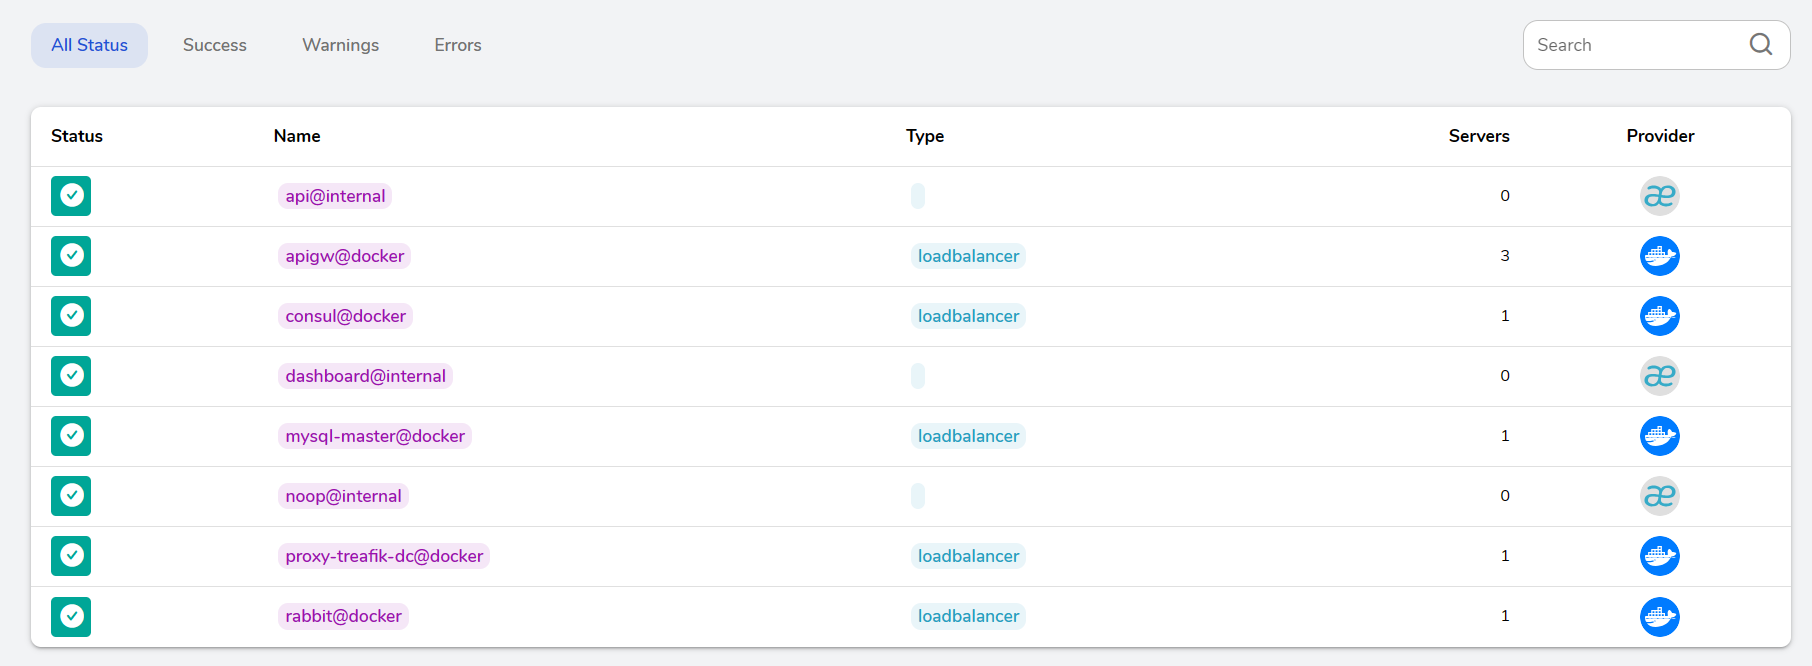 All Status Success Warnings Errors Search
Status Name Type Servers Provider
api@internal 0
apigw@docker loadbalancer 3
consul@docker loadbalancer 1
dashboard@internal 0
mysql-master@docker loadbalancer 1
noop@internal 0
proxy-treafik-dc@docker loadbalancer 1
rabbit@docker loadbalancer 1